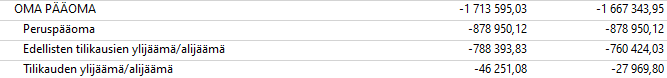 OMA PÄÄOMA -1 713 595,03 -1 667 343,95
Peruspääoma -878 950,12 -878 950,12
Edellisten tilikausien ylijäämä/alijäämä -788 393,83 -760 424,03
Tilikauden ylijäämä/alijäämä -46 251,08 -27 969,80